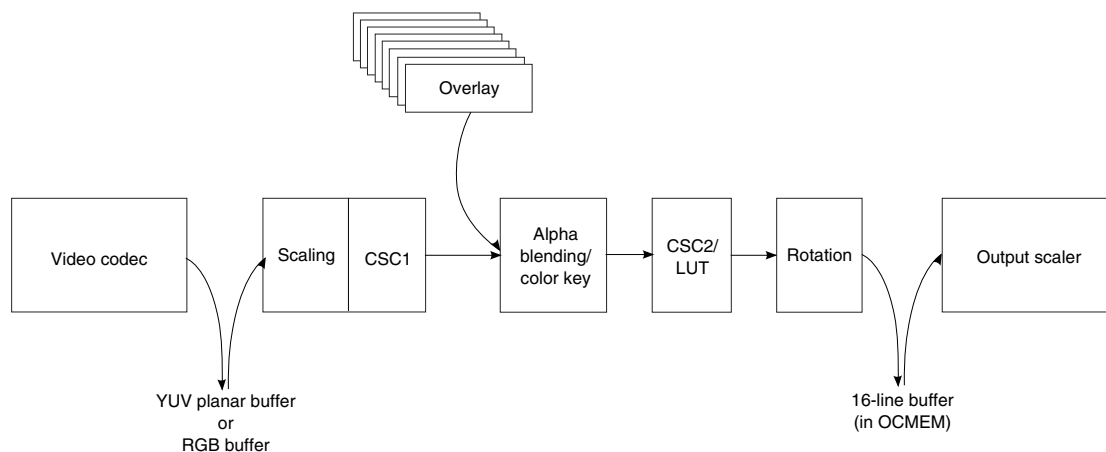 Overlay
Video codec
Scaling
CSC1
Alpha
blending/
color key
CSC2/
LUT
Rotation
Output scaler
YUV planar buffer
or
RGB buffer
16-line buffer
(in OCMEM)